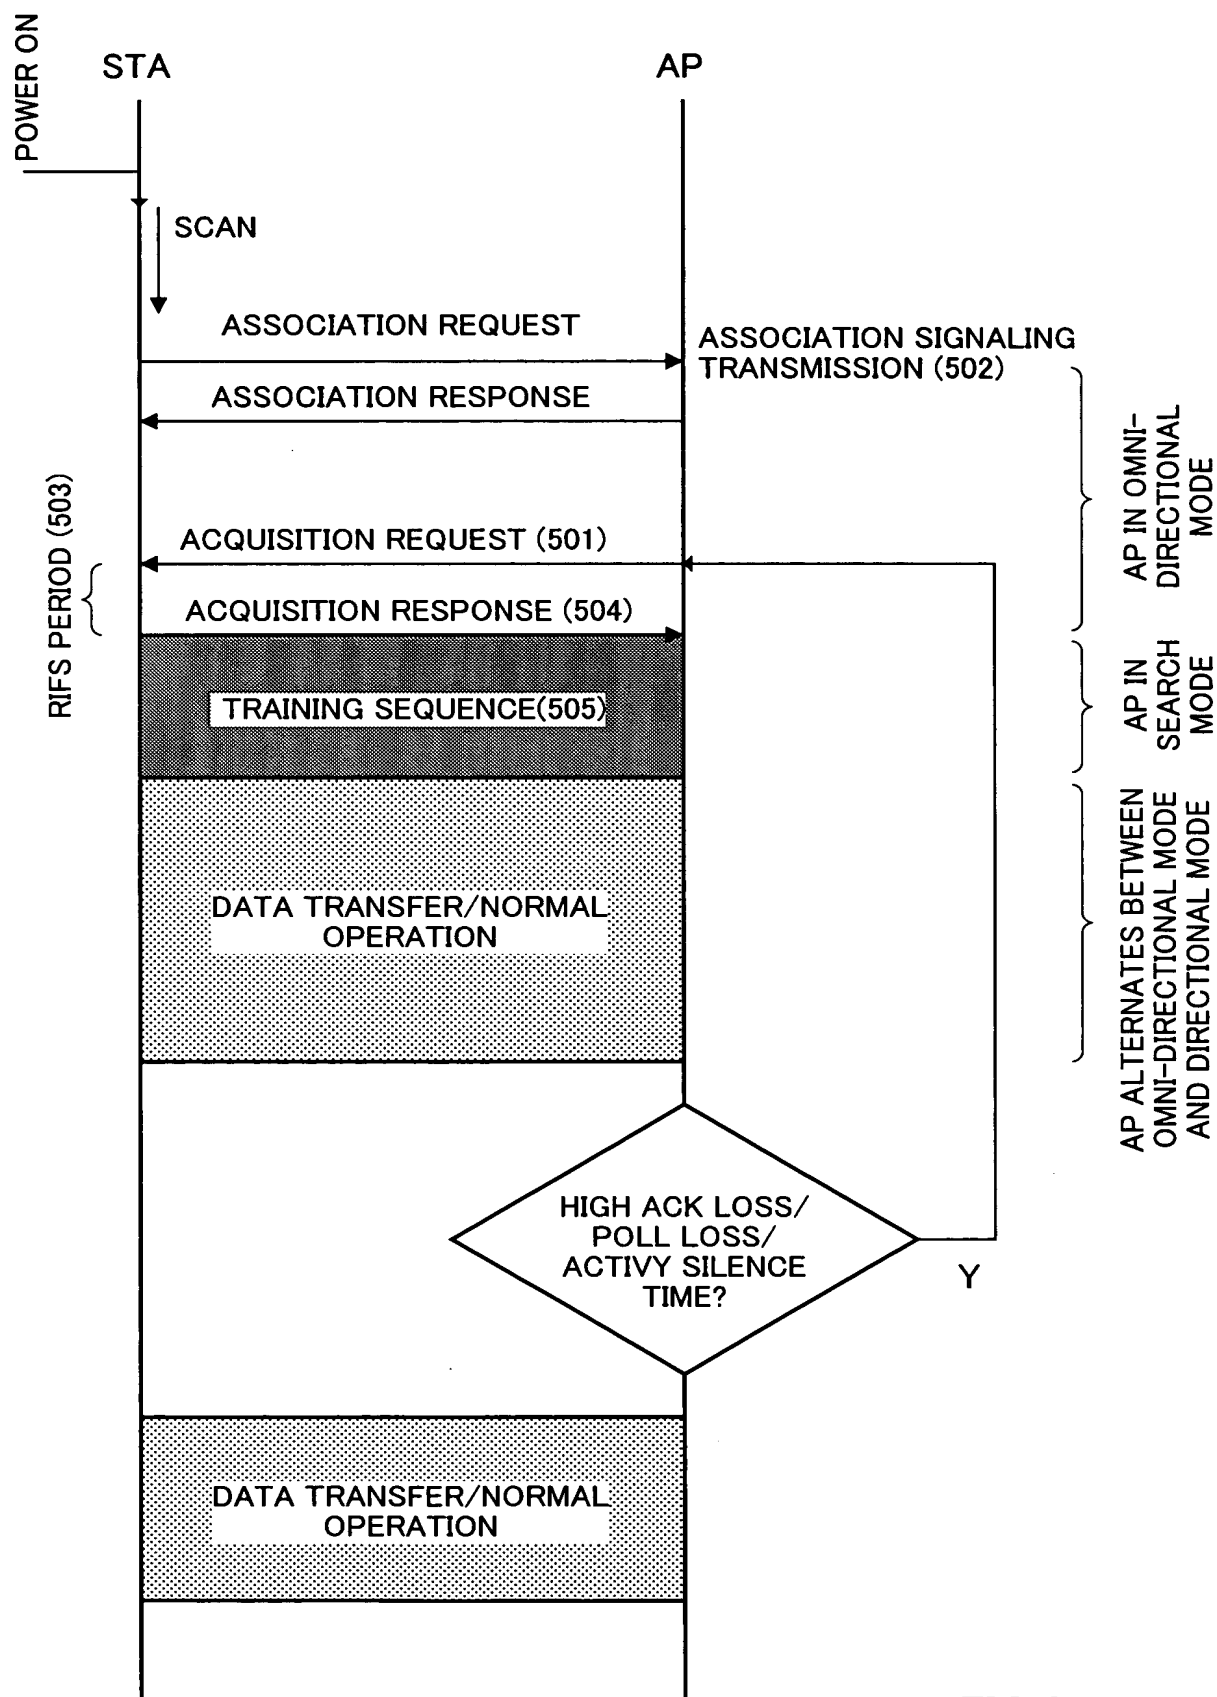 POWER ON
STA
AP
SCAN
ASSOCIATION REQUEST
ASSOCIATION SIGNALING
TRANSMISSION (502)
ASSOCIATION RESPONSE
AP IN OMNI-
DIRECTIONAL
MODE
RIFS PERIOD (503)
ACQUISITION REQUEST (501)
ACQUISITION RESPONSE (504)
TRAINING SEQUENCE(505)
AP IN
SEARCH
MODE
DATA TRANSFER/NORMAL
OPERATION
AP ALTERNATES BETWEEN
OMNI-DIRECTIONAL MODE
AND DIRECTIONAL MODE
HIGH ACK LOSS/
POLL LOSS/
ACTIVY SILENCE
TIME?
Y
DATA TRANSFER/NORMAL
OPERATION